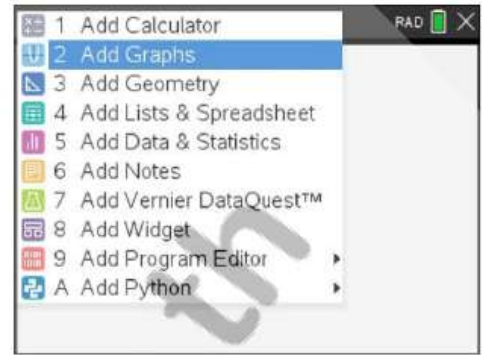 1 Add Calculator RAD
2 Add Graphs
3 Add Geometry
4 Add Lists & Spreadsheet
5 Add Data & Statistics
6 Add Notes
7 Add Vernier DataQuest™
8 Add Widget
9 Add Program Editor
A Add Python
th